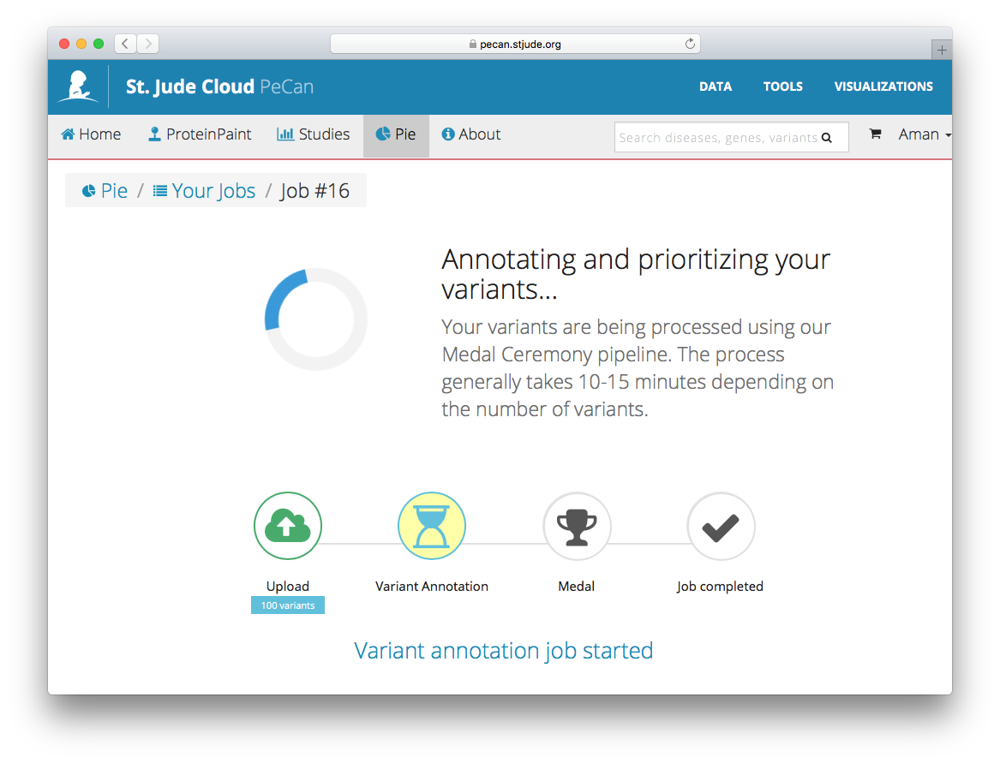 pecan.stjude.org
St. Jude Cloud PeCan
DATA TOOLS VISUALIZATIONS
Home ProteinPaint Studies Pie About Search diseases, genes, variants Aman
Pie / Your Jobs / Job #16
Annotating and prioritizing your
variants...
Your variants are being processed using our
Medal Ceremony pipeline. The process
generally takes 10-15 minutes depending on
the number of variants.
Upload Variant Annotation Medal Job completed
100 variants
Variant annotation job started